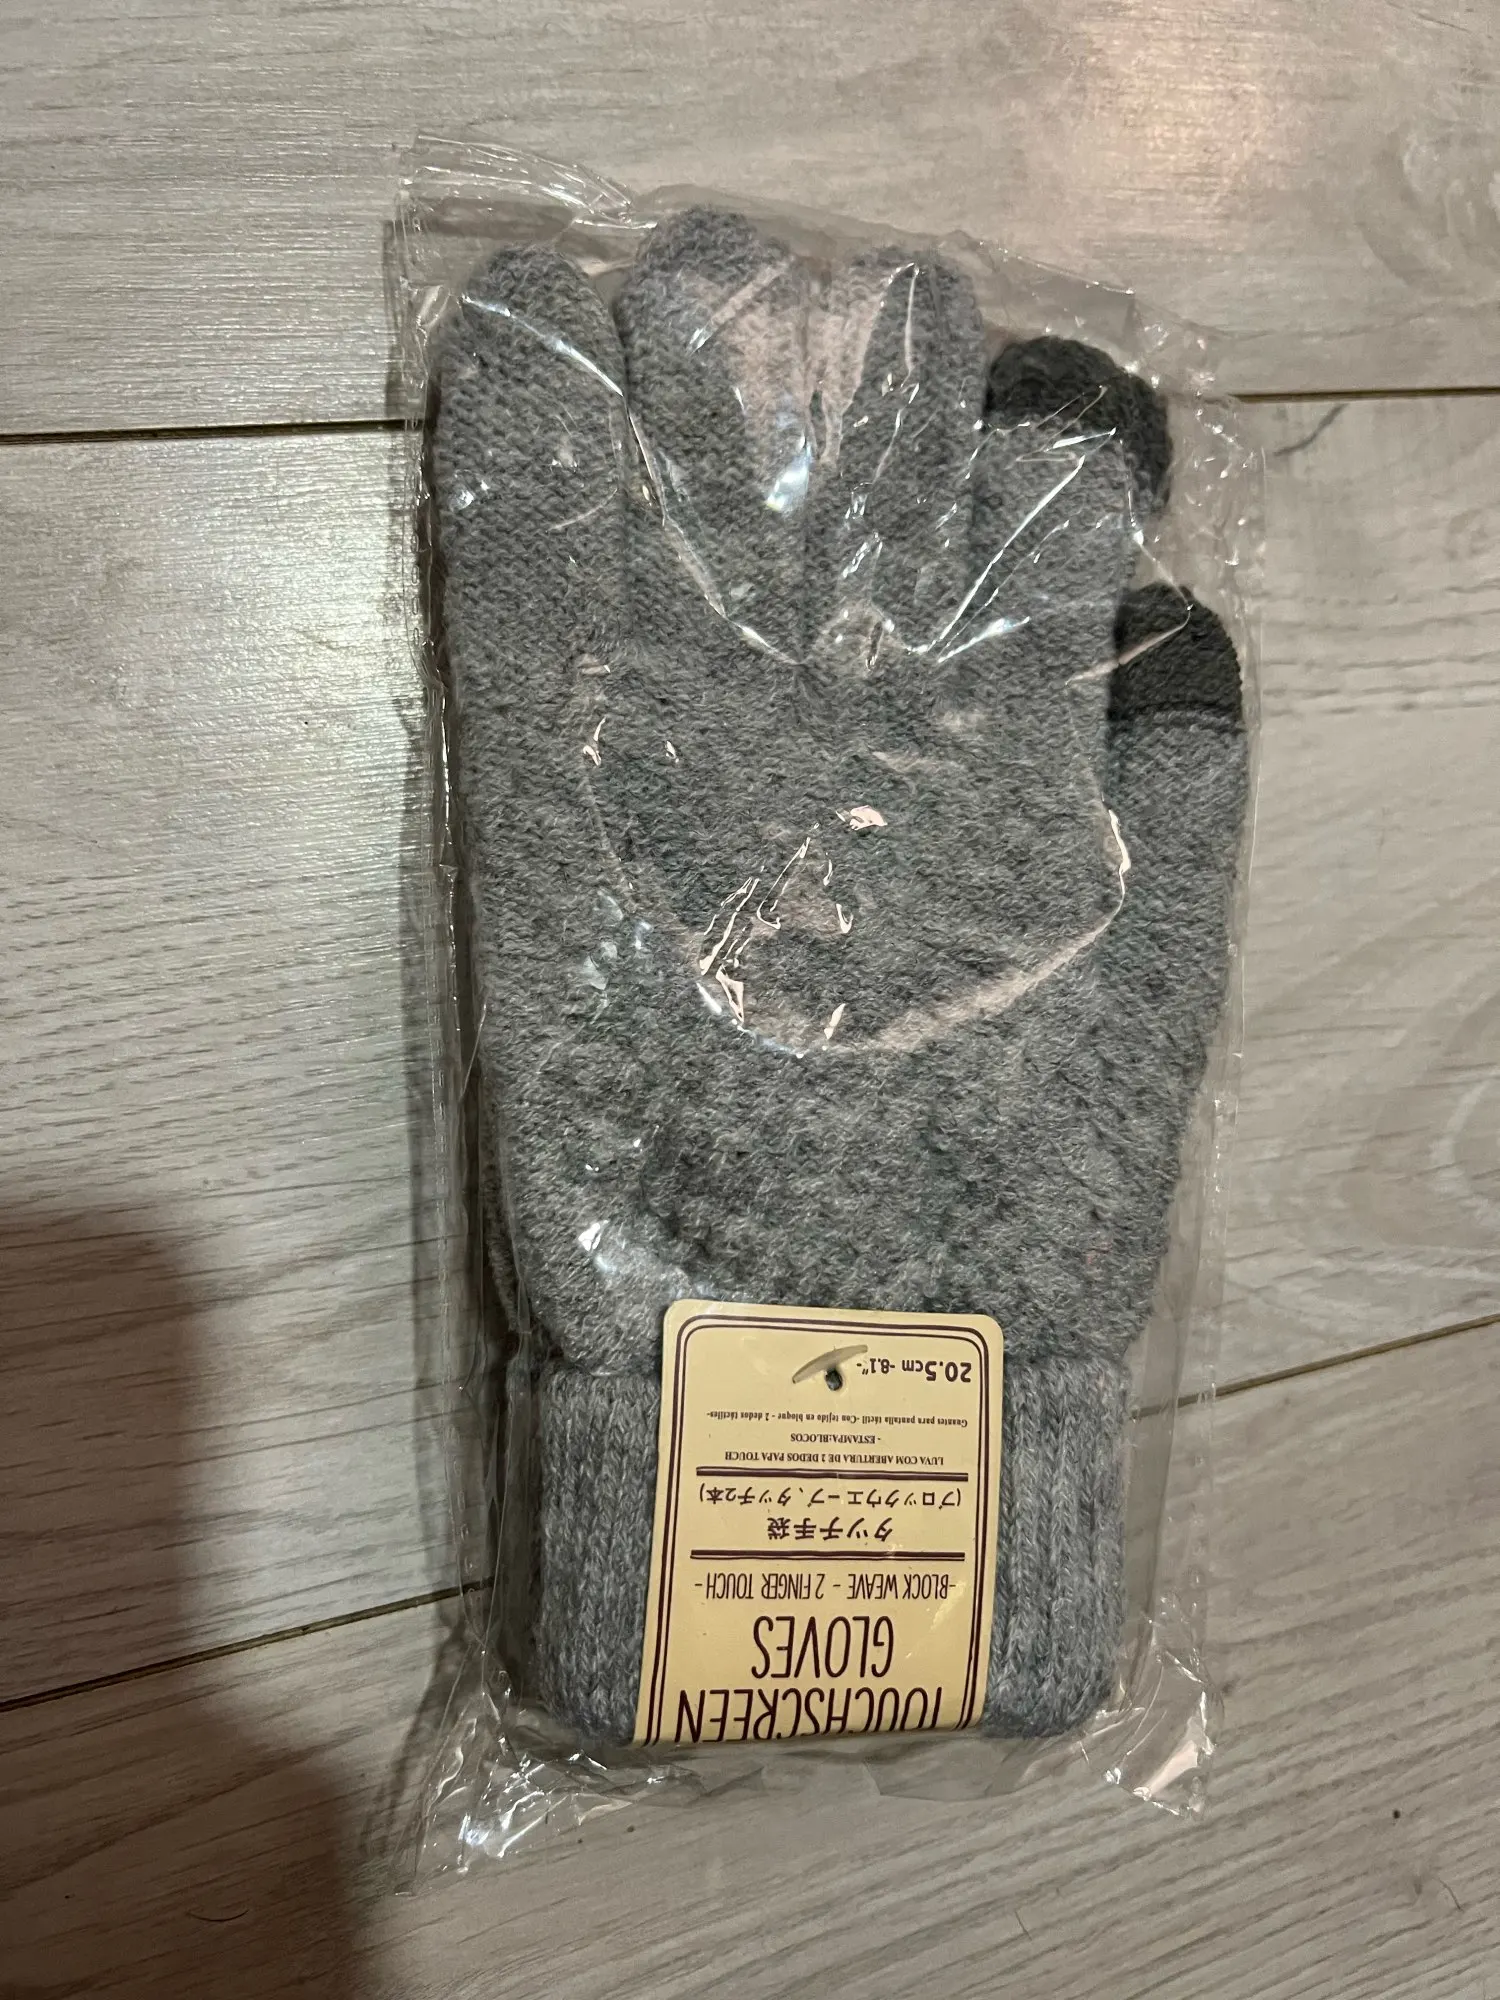 TOUCHSCREEN
GLOVES
-BLOCK WEAVE - 2 FINGER TOUCH-
タッチ手袋
(ブロックウエーブ、タッチ2本)
LUVA COM ABERTURA DE 2 DEDOS PAPA TOUCH
-ESTAMPA:BLOCOS
Guantes para pantalla táctil -Con tejido en bloque - 2 dedos táctiles-
20.5cm -8.1"-